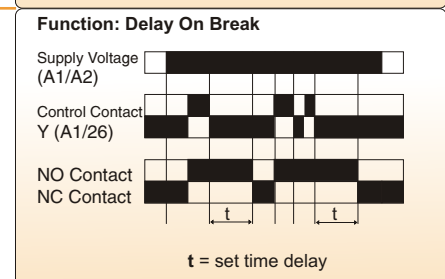 Function: Delay On Break
Supply Voltage
(A1/A2)
Control Contact
Y (A1/26)
NO Contact
NC Contact
t t
t = set time delay